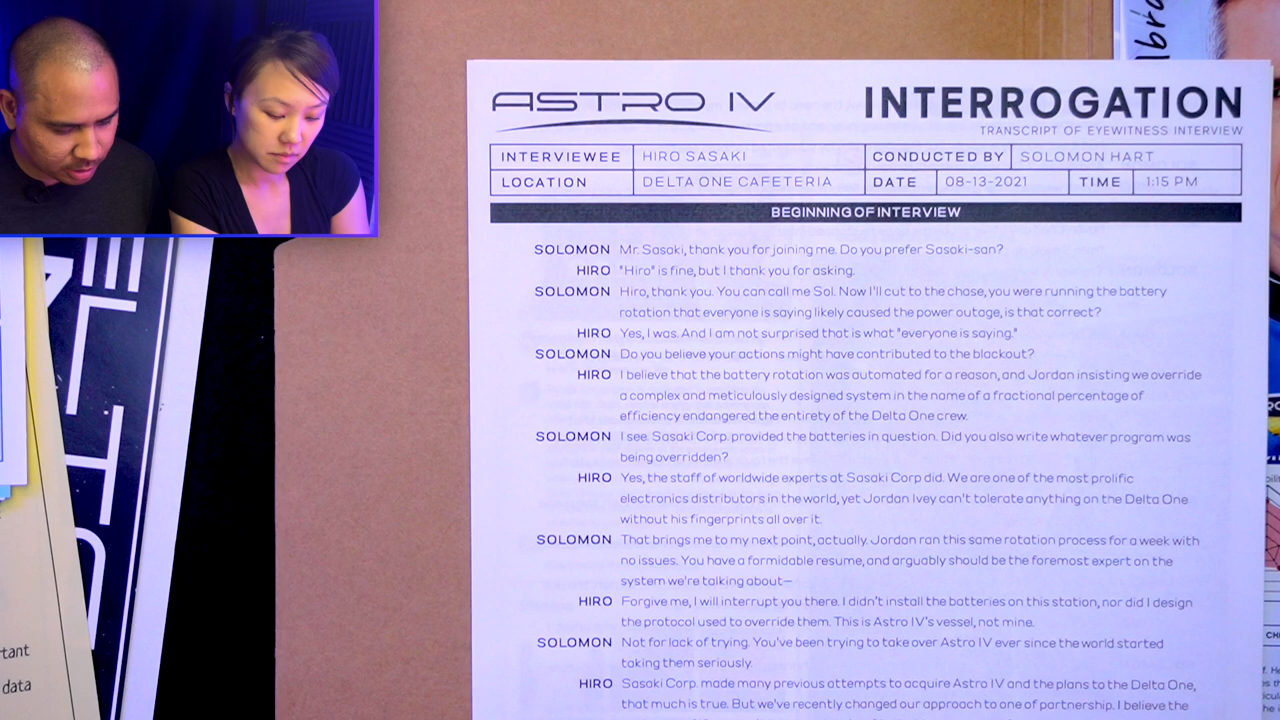 ASTRO IV
INTERROGATION
TRANSCRIPT OF EYEWITNESS INTERVIEW
INTERVIEWEE HIRO SASAKI CONDUCTED BY SOLOMON HART
LOCATION DELTA ONE CAFETERIA DATE 08-13-2021 TIME 1:15 PM
BEGINNING OF INTERVIEW
SOLOMON Mr. Sasaki, thank you for joining me. Do you prefer Sasaki-san?
HIRO "Hiro" is fine, but I thank you for asking.
SOLOMON Hiro, thank you. You can call me Sol. Now I'll cut to the chase, you were running the battery
rotation that everyone is saying likely caused the power outage, is that correct?
HIRO Yes, I was. And I am not surprised that is what "everyone is saying."
SOLOMON Do you believe your actions might have contributed to the blackout?
HIRO I believe that the battery rotation was automated for a reason, and Jordan insisting we override
a complex and meticulously designed system in the name of a fractional percentage of
efficiency endangered the entirety of the Delta One crew.
SOLOMON I see. Sasaki Corp. provided the batteries in question. Did you also write whatever program was
being overridden?
HIRO Yes, the staff of worldwide experts at Sasaki Corp did. We are one of the most prolific
electronics distributors in the world, yet Jordan Ivey can't tolerate anything on the Delta One
without his fingerprints all over it.
SOLOMON That brings me to my next point, actually. Jordan ran this same rotation process for a week with
no issues. You have a formidable resume, and arguably should be the foremost expert on the
system we're talking about—
HIRO Forgive me, I will interrupt you there. I didn't install the batteries on this station, nor did I design
the protocol used to override them. This is Astro IV's vessel, not mine.
SOLOMON Not for lack of trying. You've been trying to take over Astro IV ever since the world started
taking them seriously.
HIRO Sasaki Corp. made many previous attempts to acquire Astro IV and the plans to the Delta One,
that much is true. But we've recently changed our approach to one of partnership. I believe the
tant
data